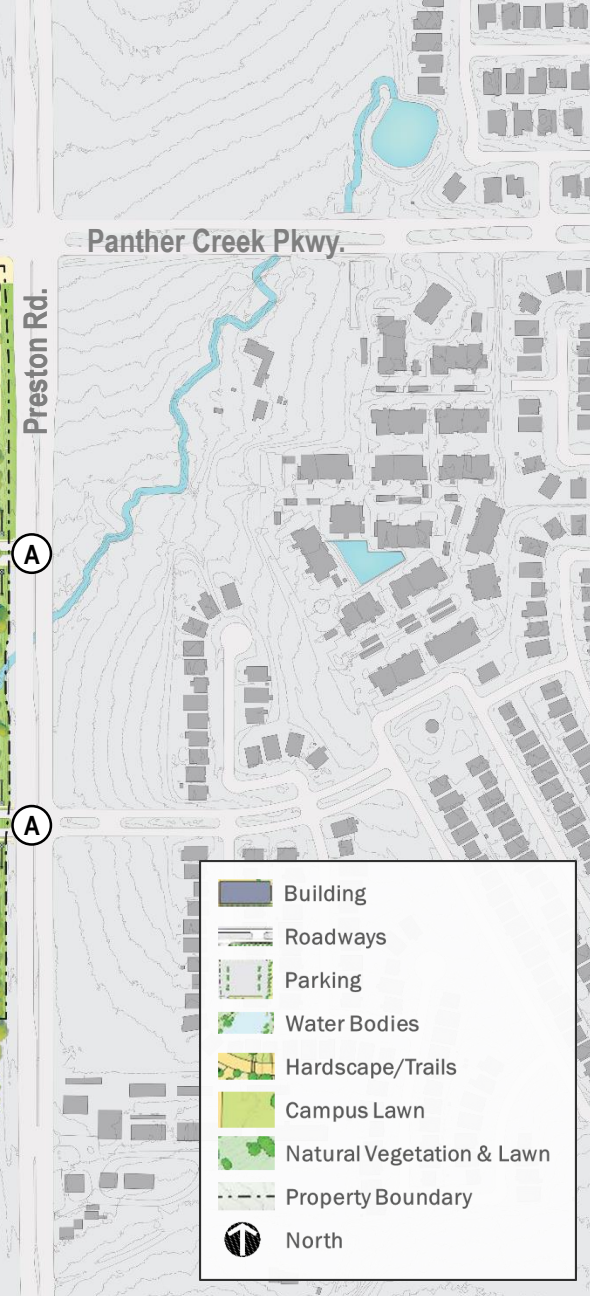 Panther Creek Pkwy.
Preston Rd.
A
A
Building
Roadways
Parking
Water Bodies
Hardscape/Trails
Campus Lawn
Natural Vegetation & Lawn
Property Boundary
North